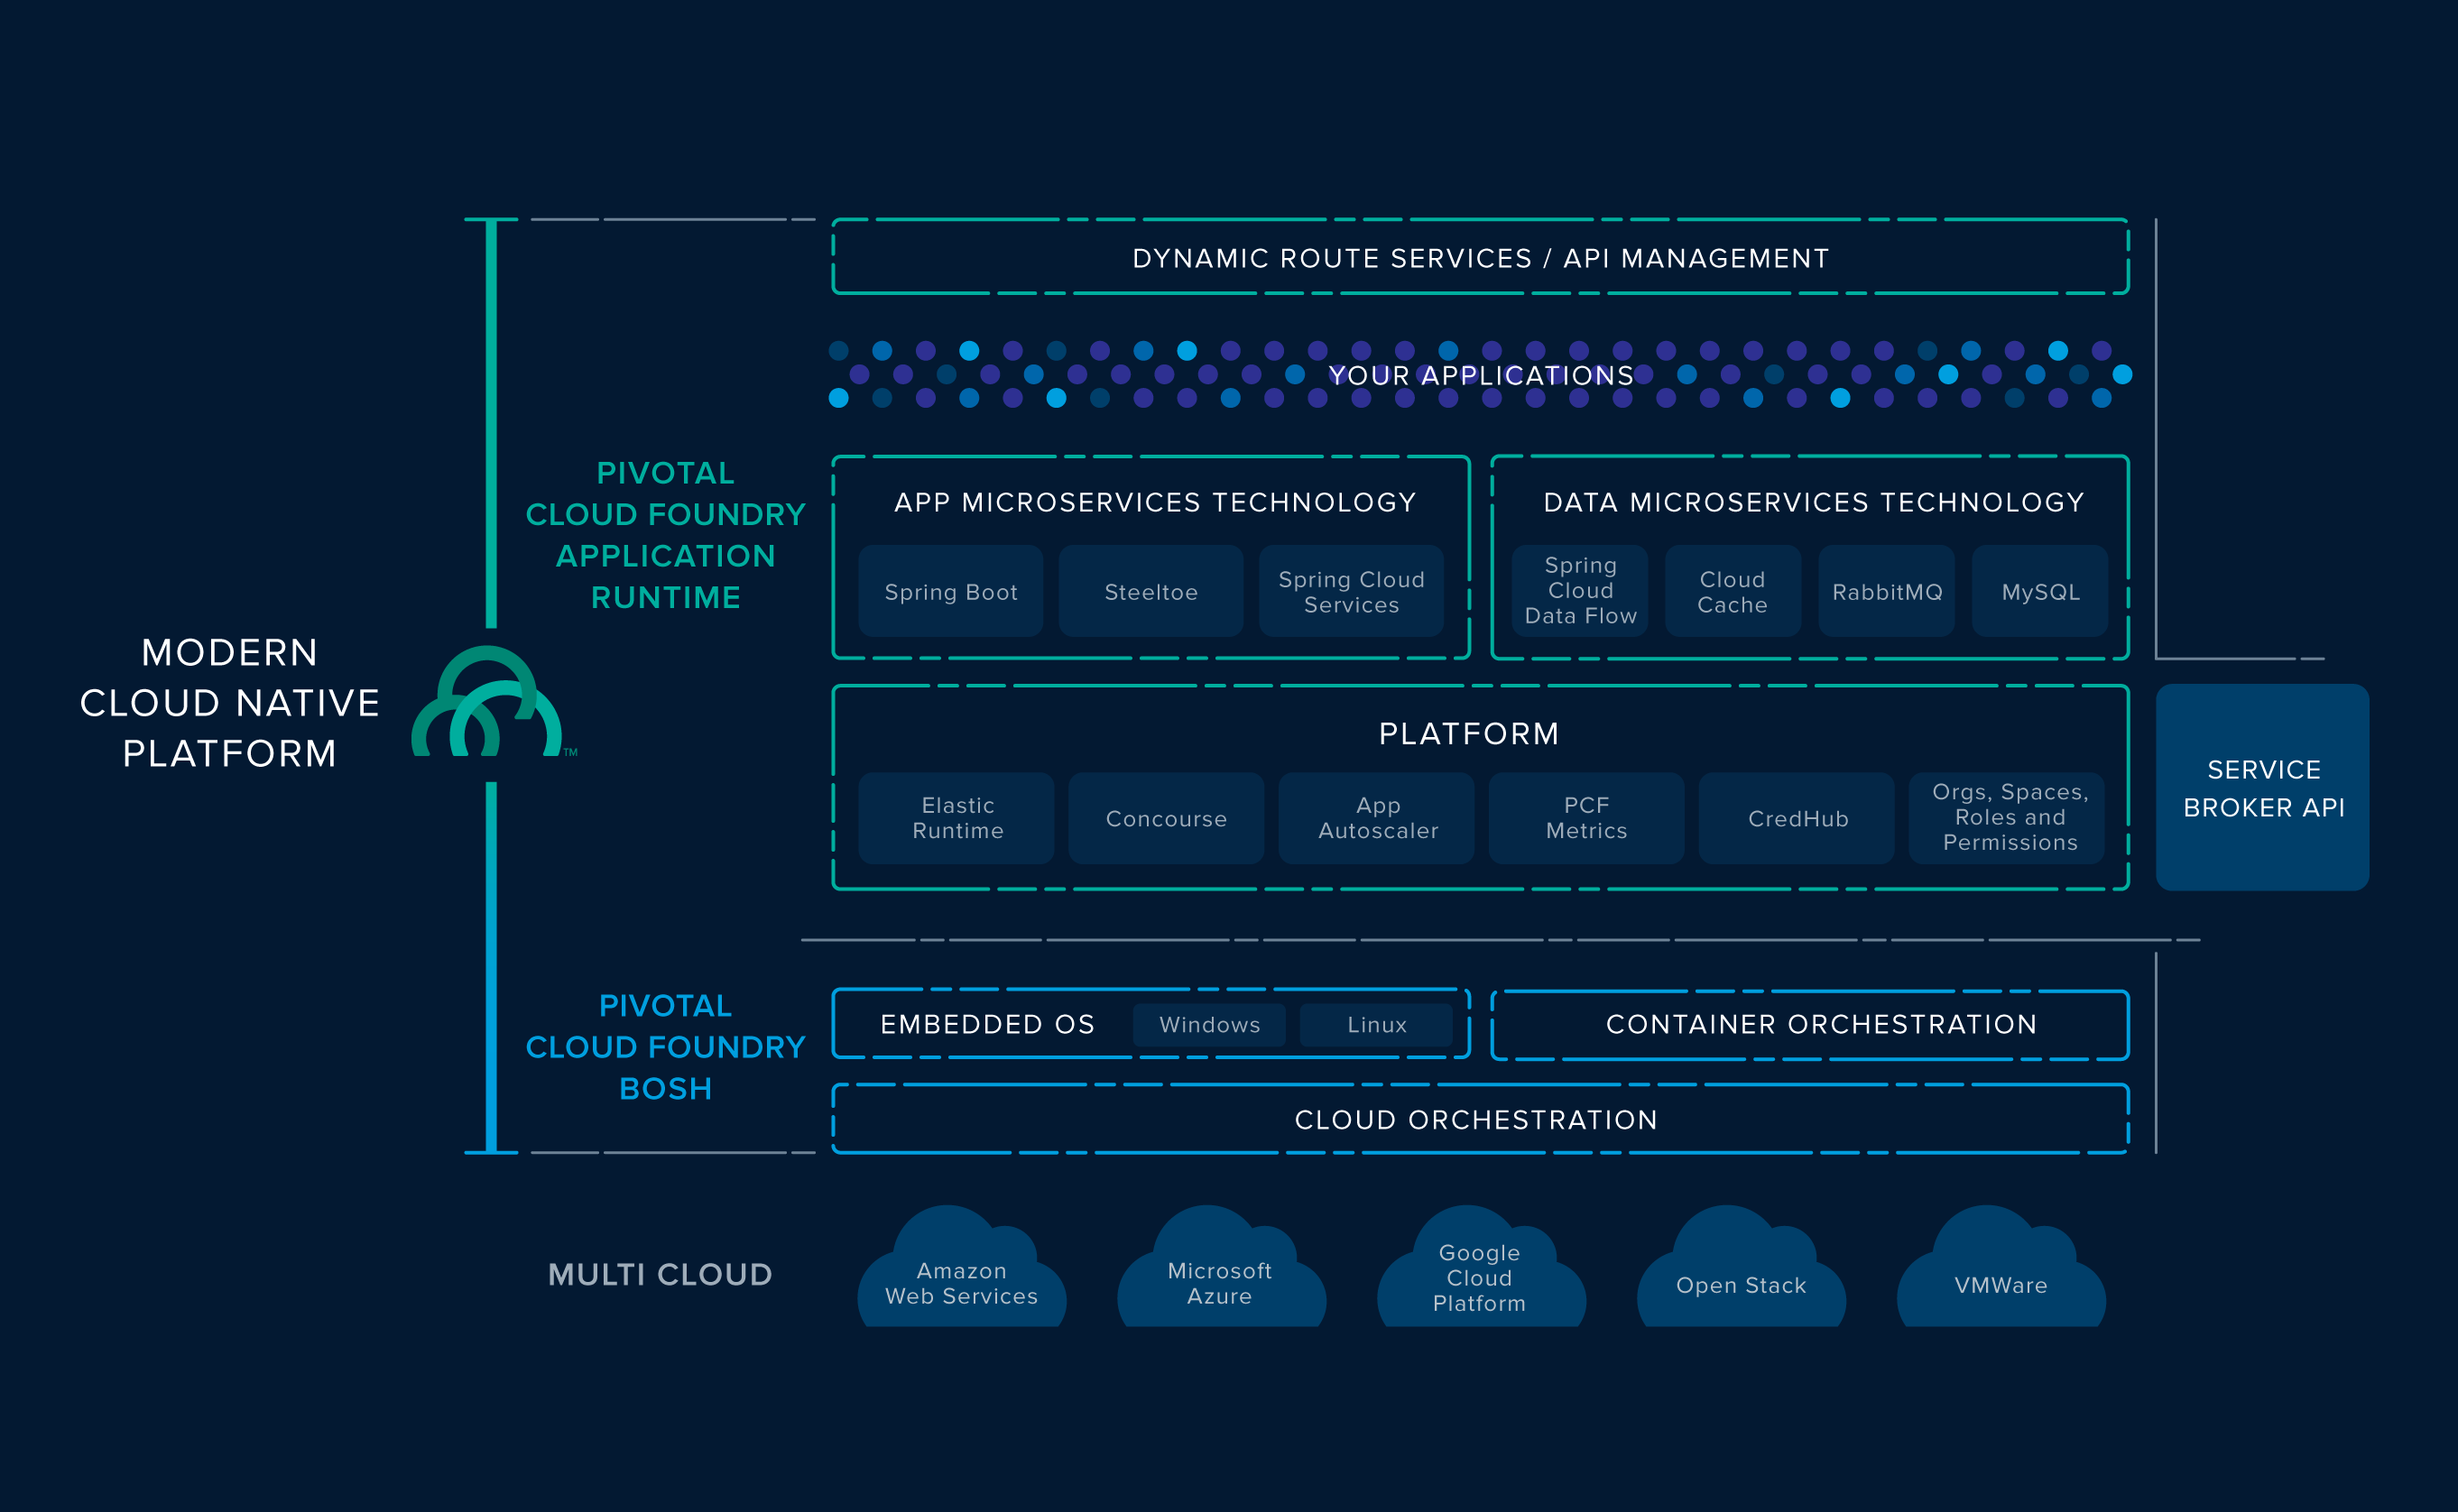 DYNAMIC ROUTE SERVICES / API MANAGEMENT
YOUR APPLICATIONS
PIVOTAL
CLOUD FOUNDRY
APPLICATION
RUNTIME
APP MICROSERVICES TECHNOLOGY
Spring Boot
Steeltoe
Spring Cloud
Services
DATA MICROSERVICES TECHNOLOGY
Spring
Cloud
Data Flow
Cloud
Cache
RabbitMQ
MySQL
MODERN
CLOUD NATIVE
PLATFORM
TM
PLATFORM
Elastic
Runtime
Concourse
App
Autoscaler
PCF
Metrics
CredHub
Orgs, Spaces,
Roles and
Permissions
SERVICE
BROKER API
PIVOTAL
CLOUD FOUNDRY
BOSH
EMBEDDED OS
Windows
Linux
CONTAINER ORCHESTRATION
CLOUD ORCHESTRATION
MULTI CLOUD
Amazon
Web Services
Microsoft
Azure
Google
Cloud
Platform
Open Stack
VMWare